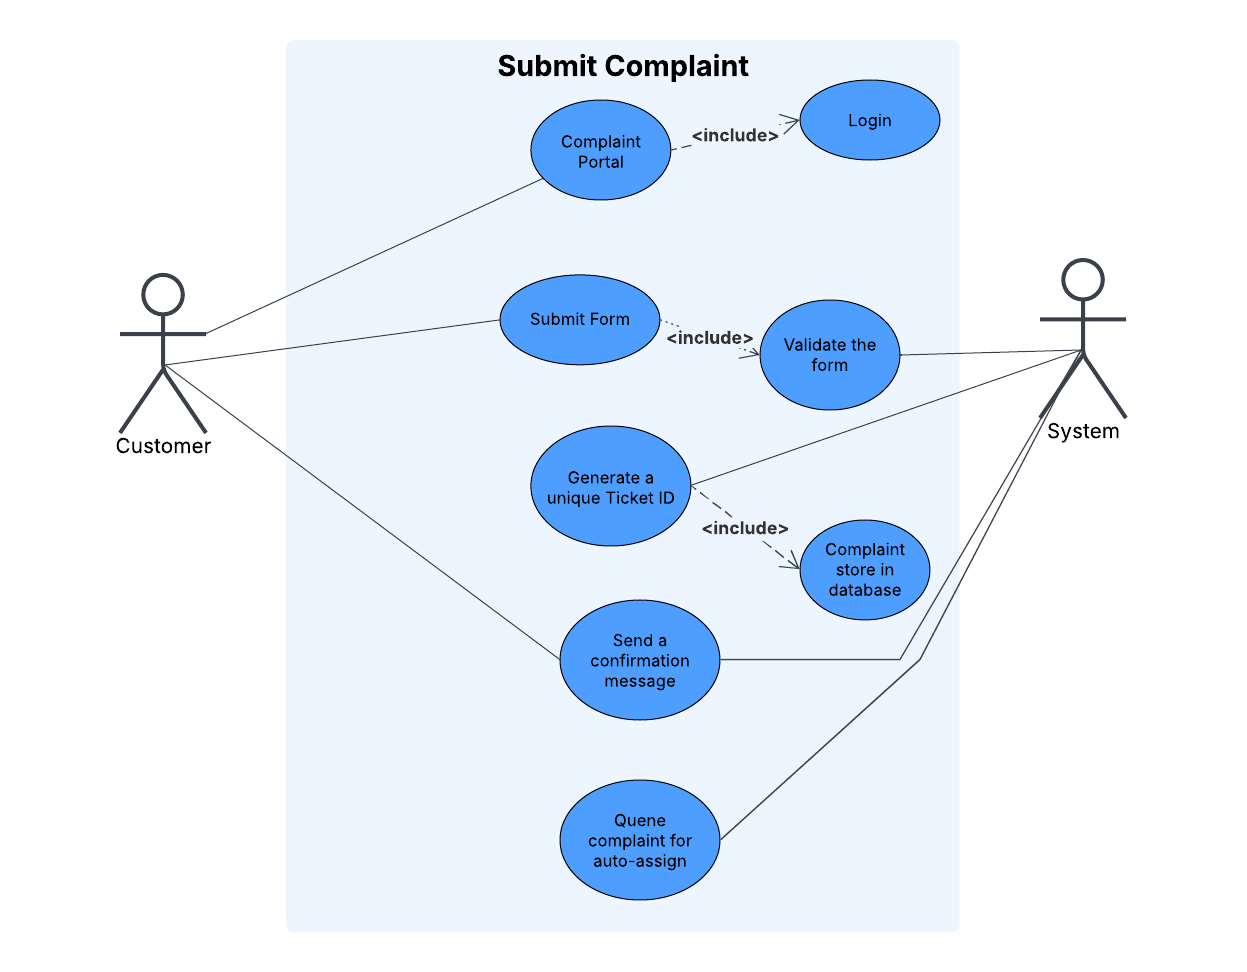 Submit Complaint
Complaint
Portal
<include>
Login
Submit Form
<include>
Validate the
form
Customer
System
Generate a
unique Ticket ID
<include>
Complaint
store in
database
Send a
confirmation
message
Quene
complaint for
auto-assign